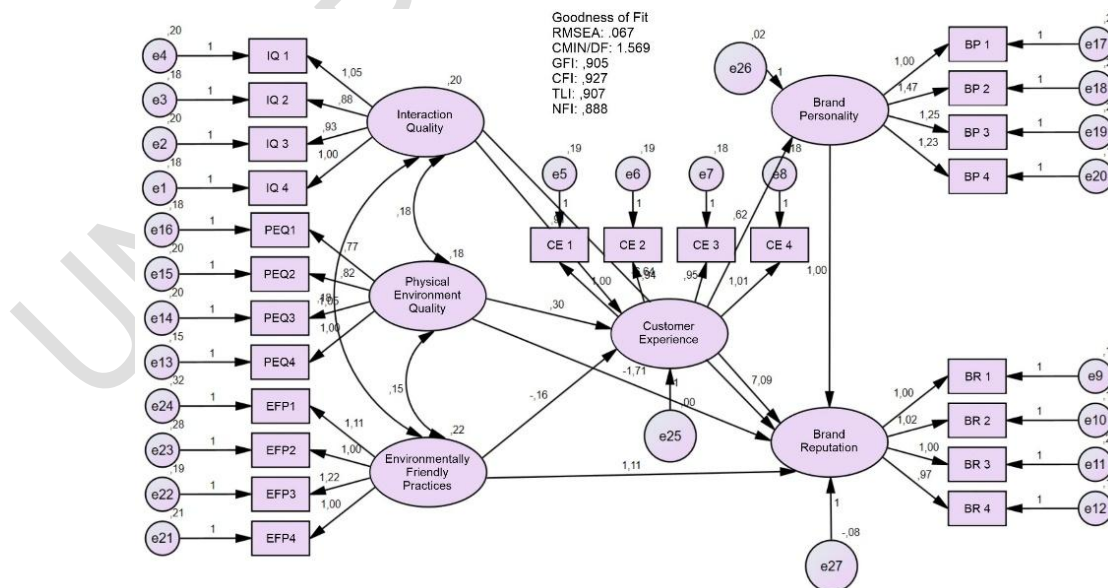 Goodness of Fit
RMSEA: .067
CMIN/DF: 1.569
GFI: ,905
CFI: ,927
TLI: ,907
NFI: ,888
,20
e4
1
IQ 1
1,05
,18
e3
1
IQ 2
,88
,20
e2
1
IQ 3
,93
,18
e1
1
IQ 4
1,00
,20
Interaction
Quality
,18
e16
1
PEQ1
,77
,20
e15
1
PEQ2
,82
,20
e14
1
PEQ3
1,05
,15
e13
1
PEQ4
1,00
,18
,18
Physical
Environment
Quality
,32
e24
1
EFP1
1,11
,28
e23
1
EFP2
1,00
,19
e22
1
EFP3
1,22
,21
e21
1
EFP4
1,00
,15
,22
Environmentally
Friendly
Practices
,19
e5
1
CE 1
1,00
,19
e6
1
CE 2
,94
,18
e7
1
CE 3
,95
,18
e8
1
CE 4
1,01
,30
-,16
-1,71
1,11
Customer
Experience
1
,00
e25
,62
7,09
,02
e26
1
Brand
Personality
1,00
BP 1
1
e17
1,47
BP 2
1
e18
1,25
BP 3
1
e19
1,23
BP 4
1
e20
1,00
Brand
Reputation
1,00
BR 1
1
e9
1,02
BR 2
1
e10
1,00
BR 3
1
e11
,97
BR 4
1
e12
1
-,08
e27